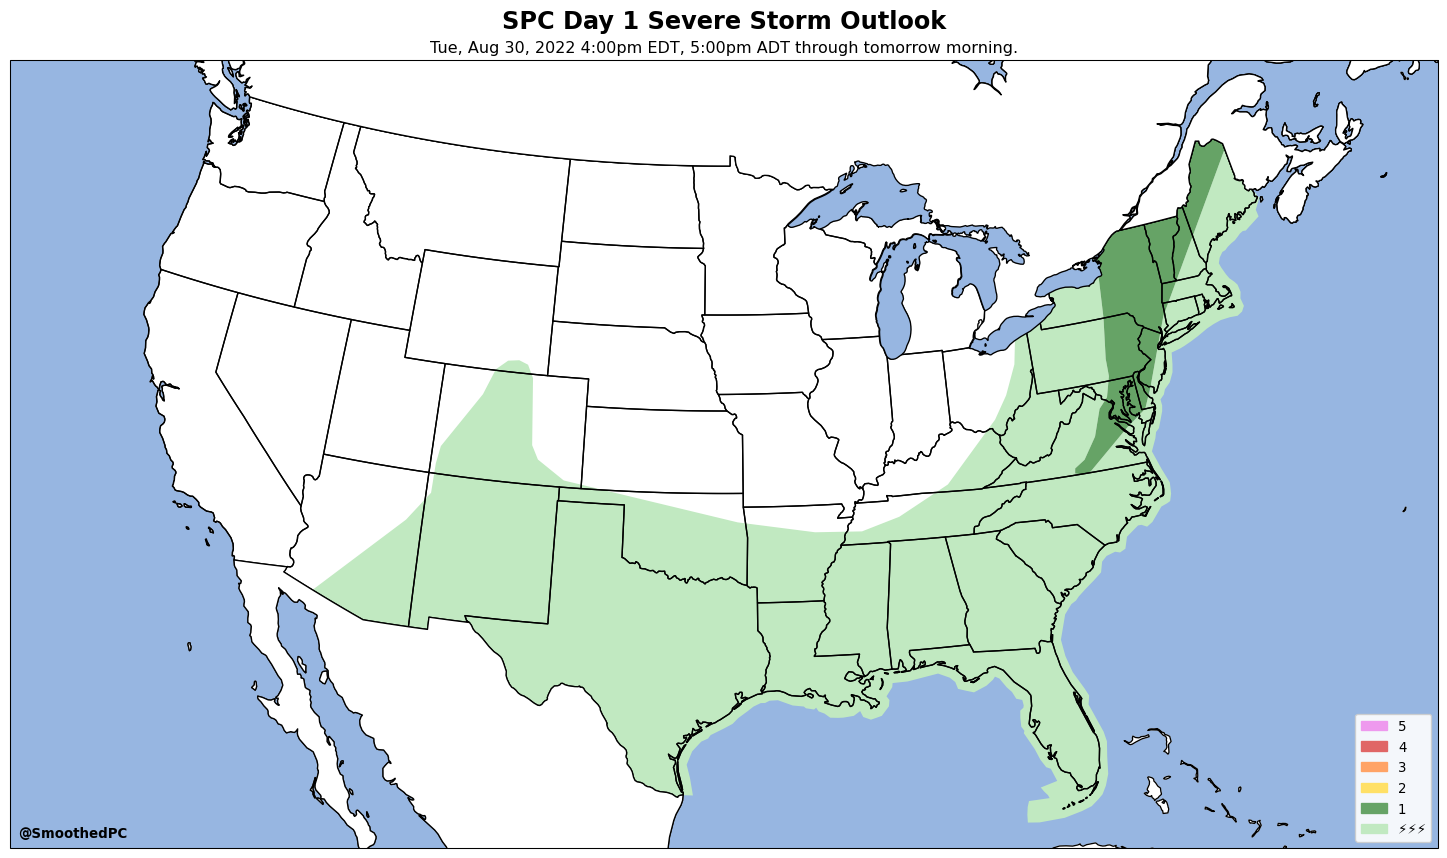 SPC Day 1 Severe Storm Outlook
Tue, Aug 30, 2022 4:00pm EDT, 5:00pm ADT through tomorrow morning.
5
4
3
2
1
⚡⚡⚡
@SmoothedPC